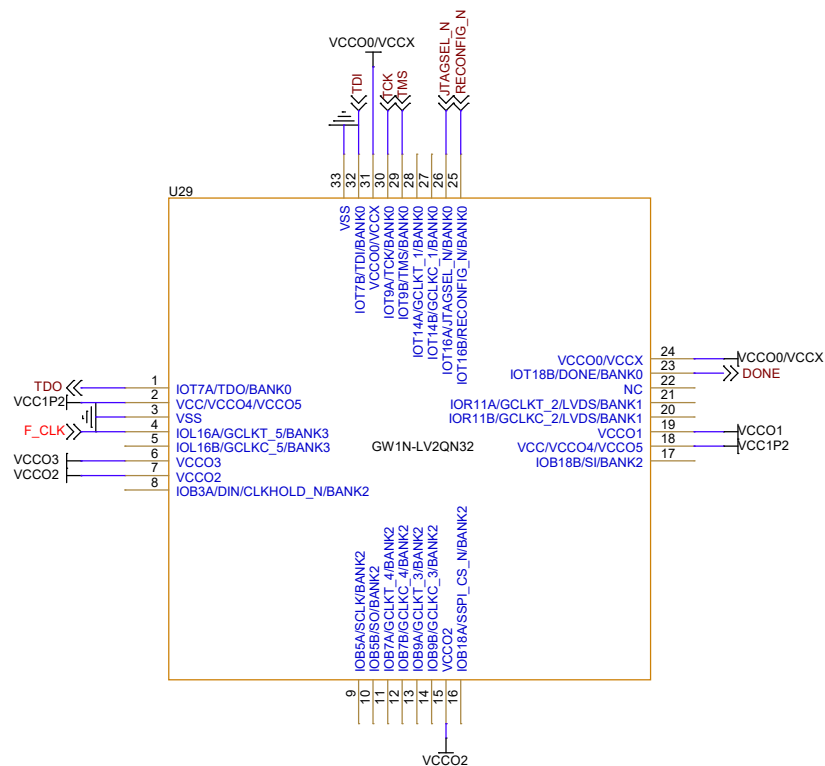 VCCO0/VCCX
TDI
TCK
TMS
JTAGSEL_N
RECONFIG_N
U29
33
32
31
30
29
28
27
26
25
VSS
IOT7B/TDI/BANK0
VCCO0/VCCX
IOT9A/TCK/BANK0
IOT9B/TMS/BANK0
IOT14A/GCLKT_1/BANK0
IOT14B/GCLKC_1/BANK0
IOT16A/JTAGSEL_N/BANK0
IOT16B/RECONFIG_N/BANK0
TDO 1 IOT7A/TDO/BANK0
VCC1P2 2 VCC/VCCO4/VCCO5
3 VSS
F_CLK 4 IOL16A/GCLKT_5/BANK3
5 IOL16B/GCLKC_5/BANK3
VCCO3 6 VCCO3
VCCO2 7 VCCO2
8 IOB3A/DIN/CLKHOLD_N/BANK2
GW1N-LV2QN32
VCCO0/VCCX 24 VCCO0/VCCX
IOT18B/DONE/BANK0 23 DONE
NC 22
IOR11A/GCLKT_2/LVDS/BANK1 21
IOR11B/GCLKC_2/LVDS/BANK1 20
VCCO1 19 VCCO1
VCC/VCCO4/VCCO5 18 VCC1P2
IOB18B/SI/BANK2 17
IOB5A/SCLK/BANK2
IOB5B/SO/BANK2
IOB7A/GCLKT_4/BANK2
IOB7B/GCLKC_4/BANK2
IOB9A/GCLKT_3/BANK2
IOB9B/GCLKC_3/BANK2
VCCO2
IOB18A/SSPI_CS_N/BANK2
9
10
11
12
13
14
15
16
VCCO2